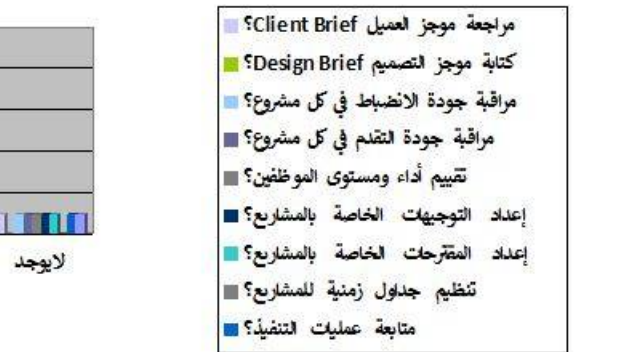 مراجعة موجز العميل Client Brief؟
كتابة موجز التصميم Design Brief؟
مراقبة جودة الانضباط في كل مشروع؟
مراقبة جودة التقدم في كل مشروع؟
تقييم أداء ومستوى الموظفين؟
إعداد التوجيهات الخاصة بالمشاريع؟
إعداد المقترحات الخاصة بالمشاريع؟
تنظيم جداول زمنية للمشاريع؟
متابعة عمليات التنفيذ؟
لايوجد